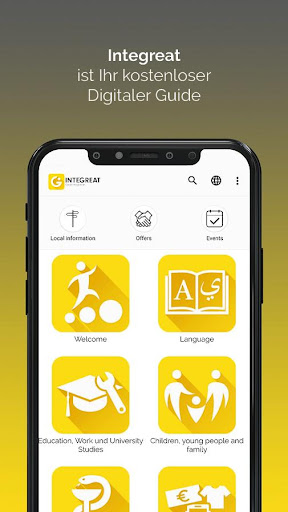 Integreat
ist Ihr kostenloser
Digitaler Guide
INTEGREAT
Local information
Offers
Events
A ي
Welcome
Language
Education, Work and University
Studies
Children, young people and
family